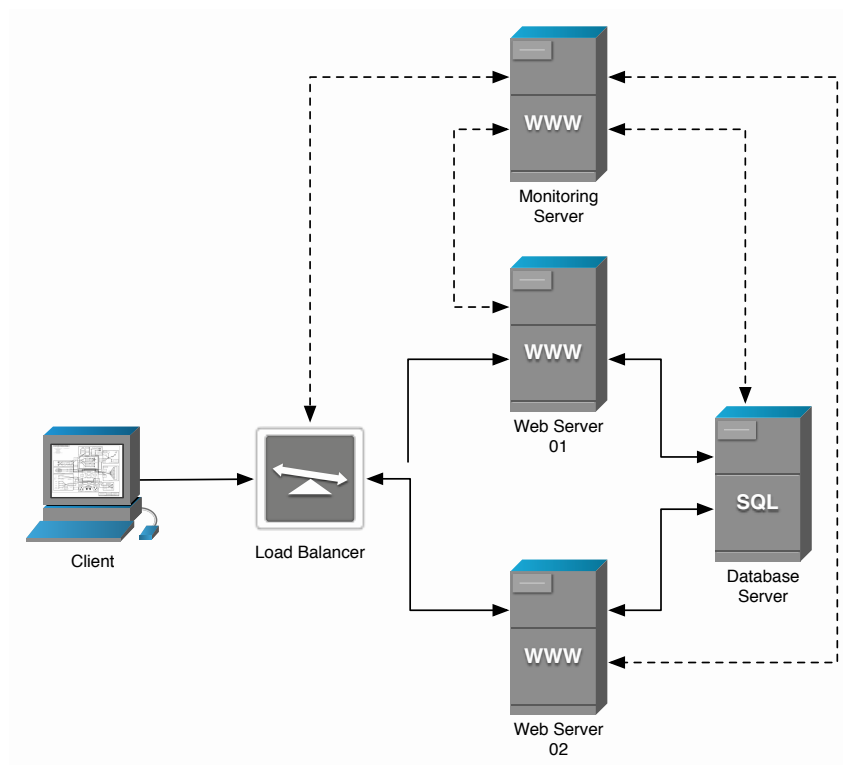 WWW
Monitoring
Server
WWW
Web Server
01
Client
Load Balancer
SQL
Database
Server
WWW
Web Server
02